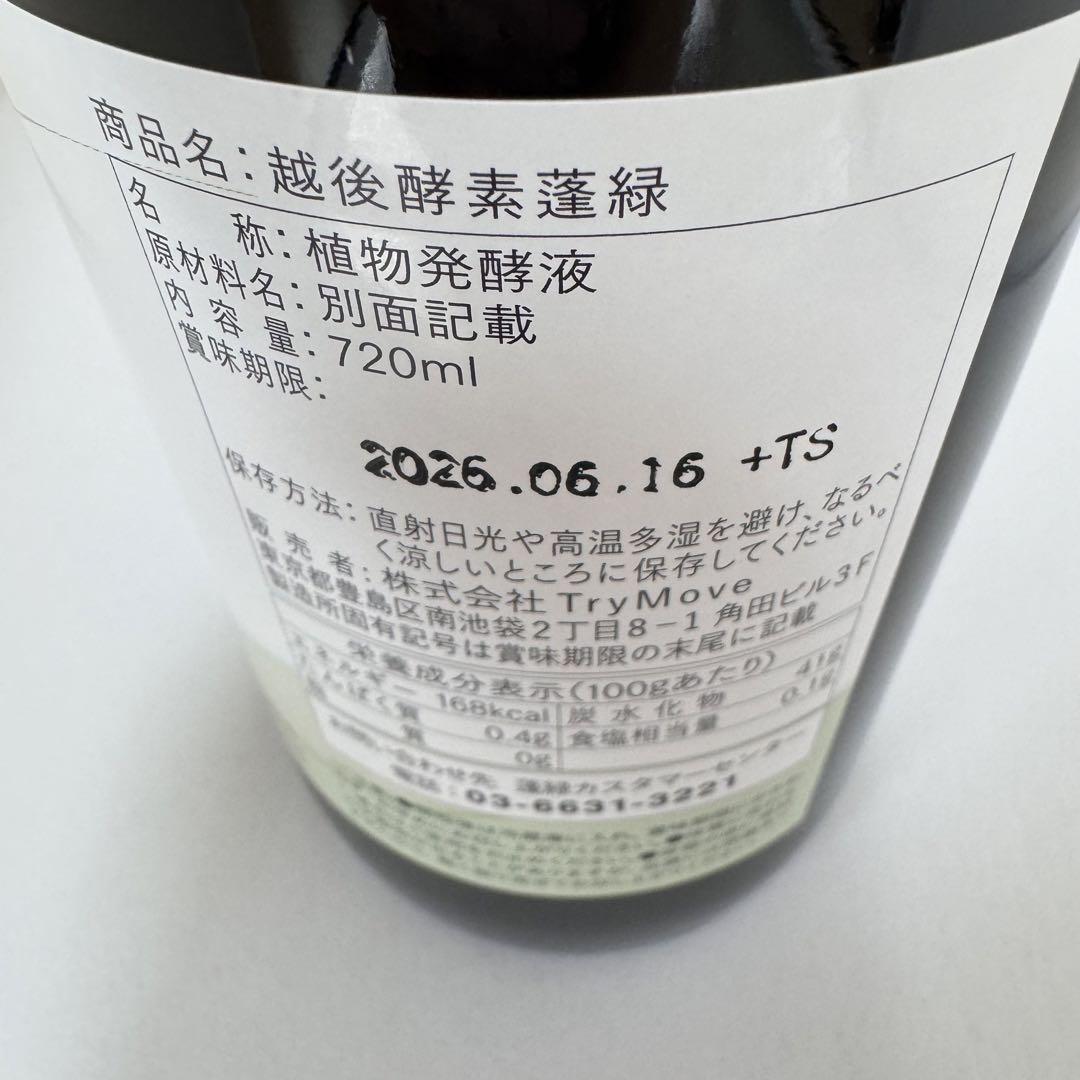 商品名：越後酵素蓬緑
名称：植物発酵液
原材料名：別面記載
内容量：720ml
賞味期限：
2026.06.16 +TS
保存方法：直射日光や高温多湿を避け、なるべ
く涼しいところに保存してください。
販売者：株式会社TryMove
東京都豊島区南池袋2丁目8-1 角田ビル3F
製造所固有記号は賞味期限の末尾に記載
栄養成分表示(100gあたり)
エネルギー 168kcal 炭水化物 41g
たんぱく質 0.4g 食塩相当量 0.1g
質 0g
お問い合わせ先 蓬緑カスタマーセンター
電話：03-6631-3221